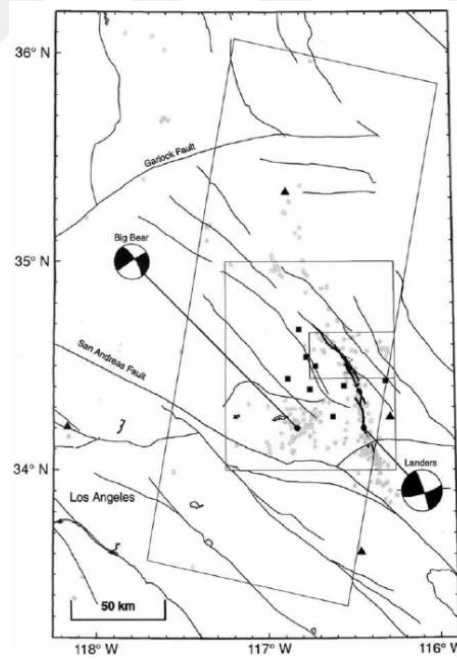 36° N
Garlock Fault
Big Bear
35° N
San Andreas Fault
34° N
Landers
Los Angeles
50 km
118° W
117° W
116° W